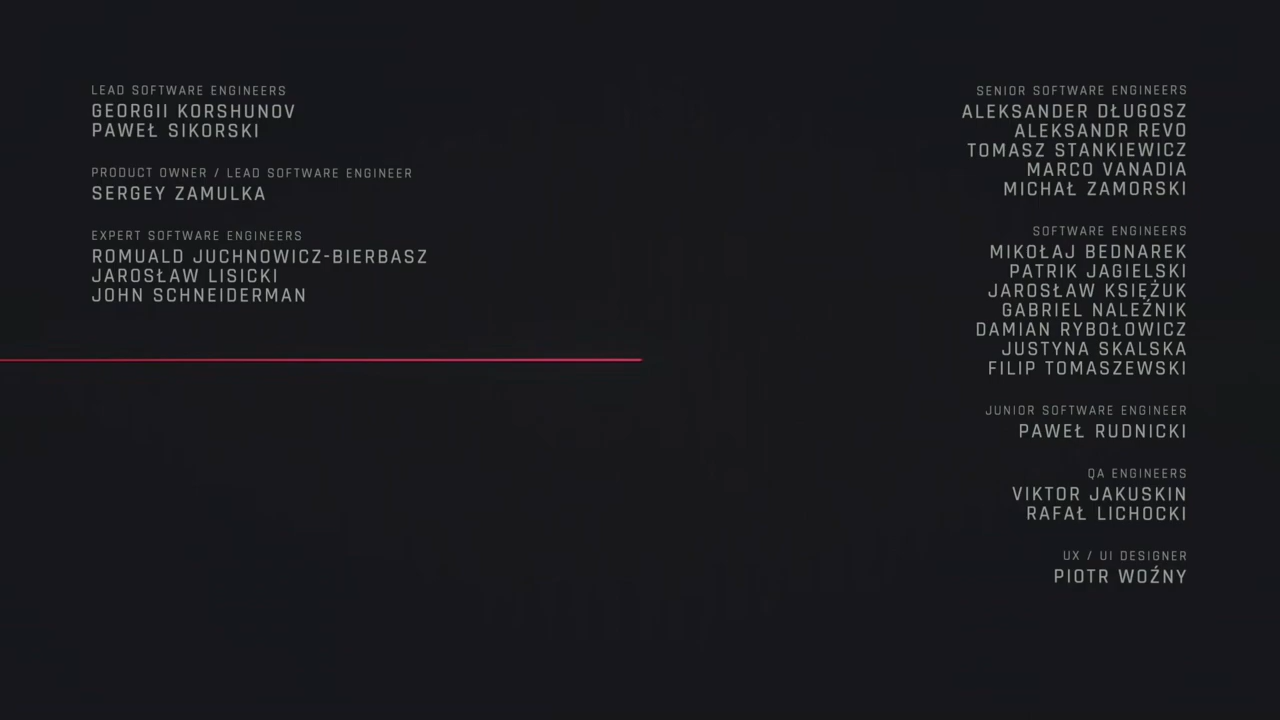 LEAD SOFTWARE ENGINEERS
GEORGII KORSHUNOV
PAWEŁ SIKORSKI
PRODUCT OWNER / LEAD SOFTWARE ENGINEER
SERGEY ZAMULKA
EXPERT SOFTWARE ENGINEERS
ROMUALD JUCHNOWICZ-BIERBASZ
JAROSŁAW LISICKI
JOHN SCHNEIDERMAN
SENIOR SOFTWARE ENGINEERS
ALEKSANDER DŁUGOSZ
ALEKSANDR REVO
TOMASZ STANKIEWICZ
MARCO VANADIA
MICHAŁ ZAMORSKI
SOFTWARE ENGINEERS
MIKOŁAJ BEDNAREK
PATRIK JAGIELSKI
JAROSŁAW KSIĘŻUK
GABRIEL NALEŹNIK
DAMIAN RYBOŁOWICZ
JUSTYNA SKALSKA
FILIP TOMASZEWSKI
JUNIOR SOFTWARE ENGINEER
PAWEŁ RUDNICKI
QA ENGINEERS
VIKTOR JAKUSKIN
RAFAŁ LICHOCKI
UX / UI DESIGNER
PIOTR WOŹNY